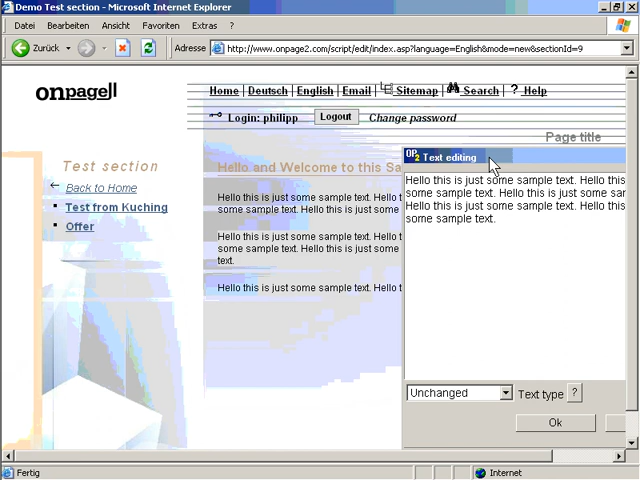 Demo Test section - Microsoft Internet Explorer
Datei Bearbeiten Ansicht Favoriten Extras ?
Zurück Adresse http://www.onpage2.com/script/edit/index.asp?language=English&mode=new&sectionId=9
onpage
Home | Deutsch | English | Email | Sitemap | Search | ? Help
Login: philipp Logout Change password
Page title
Test section
Back to Home
Test from Kuching
Offer
Hello and Welcome to this Sa
Hello this is just some sample text. Hello t
some sample text. Hello this is just some
Hello this is just some sample text. Hello t
some sample text. Hello this is just some
text.
Hello this is just some sample text. Hello t
OP2 Text editing
Hello this is just some sample text. Hello this
some sample text. Hello this is just some sar
Hello this is just some sample text. Hello this
some sample text.
Unchanged Text type ?
Ok
Fertig Internet